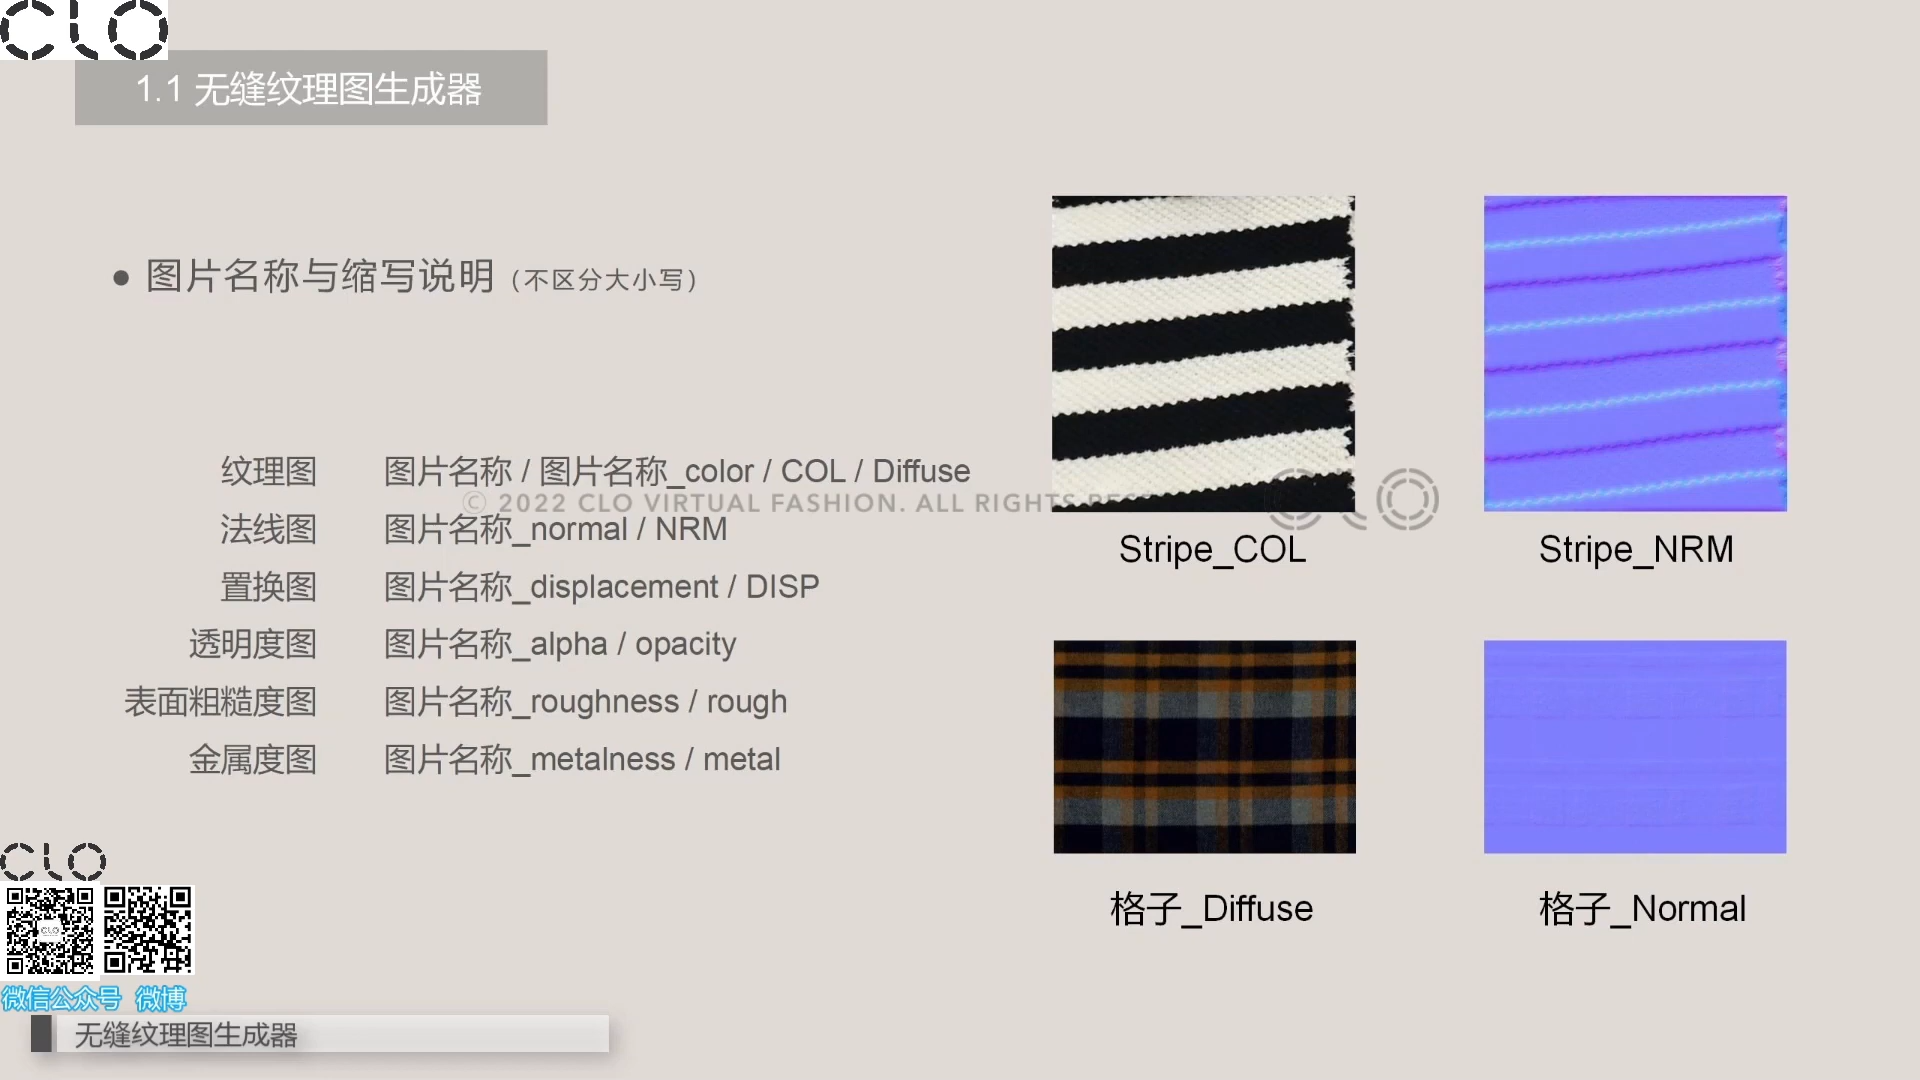 CLO
1.1 无缝纹理图生成器
● 图片名称与缩写说明 (不区分大小写)
纹理图 图片名称 / 图片名称_color / COL / Diffuse
© 2022 CLO VIRTUAL FASHION. ALL RIGHTS
法线图 图片名称_normal / NRM
置换图 图片名称_displacement / DISP
透明度图 图片名称_alpha / opacity
表面粗糙度图 图片名称_roughness / rough
金属度图 图片名称_metalness / metal
CLO
Stripe_COL
Stripe_NRM
格子_Diffuse
格子_Normal
CLO
CLO
微信公众号 微博
无缝纹理图生成器